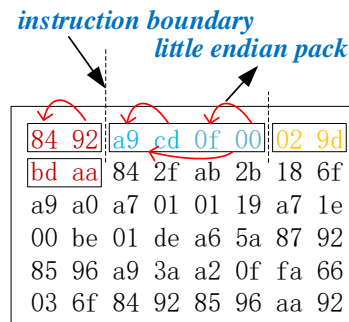 instruction boundary
little endian pack
84 92 a9 cd 0f 00 02 9d
bd aa 84 2f ab 2b 18 6f
a9 a0 a7 01 01 19 a7 1e
00 be 01 de a6 5a 87 92
85 96 a9 3a a2 0f fa 66
03 6f 84 92 85 96 aa 92